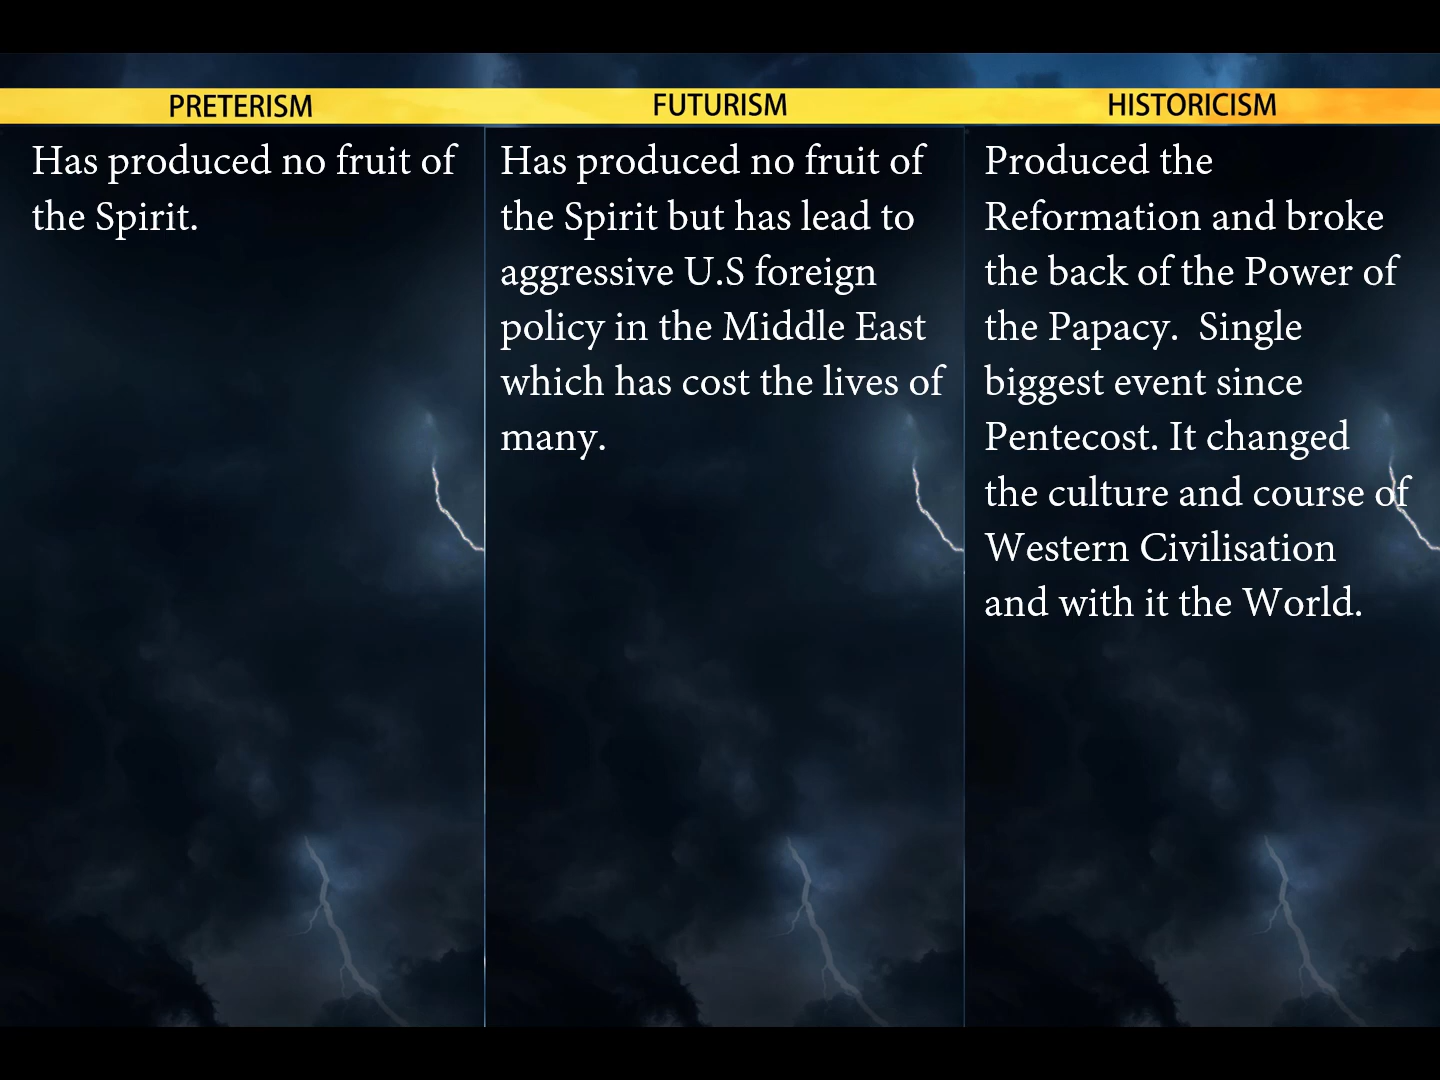 PRETERISM
Has produced no fruit of
the Spirit.
FUTURISM
Has produced no fruit of
the Spirit but has lead to
aggressive U.S foreign
policy in the Middle East
which has cost the lives of
many.
HISTORICISM
Produced the
Reformation and broke
the back of the Power of
the Papacy.  Single
biggest event since
Pentecost. It changed
the culture and course of
Western Civilisation
and with it the World.